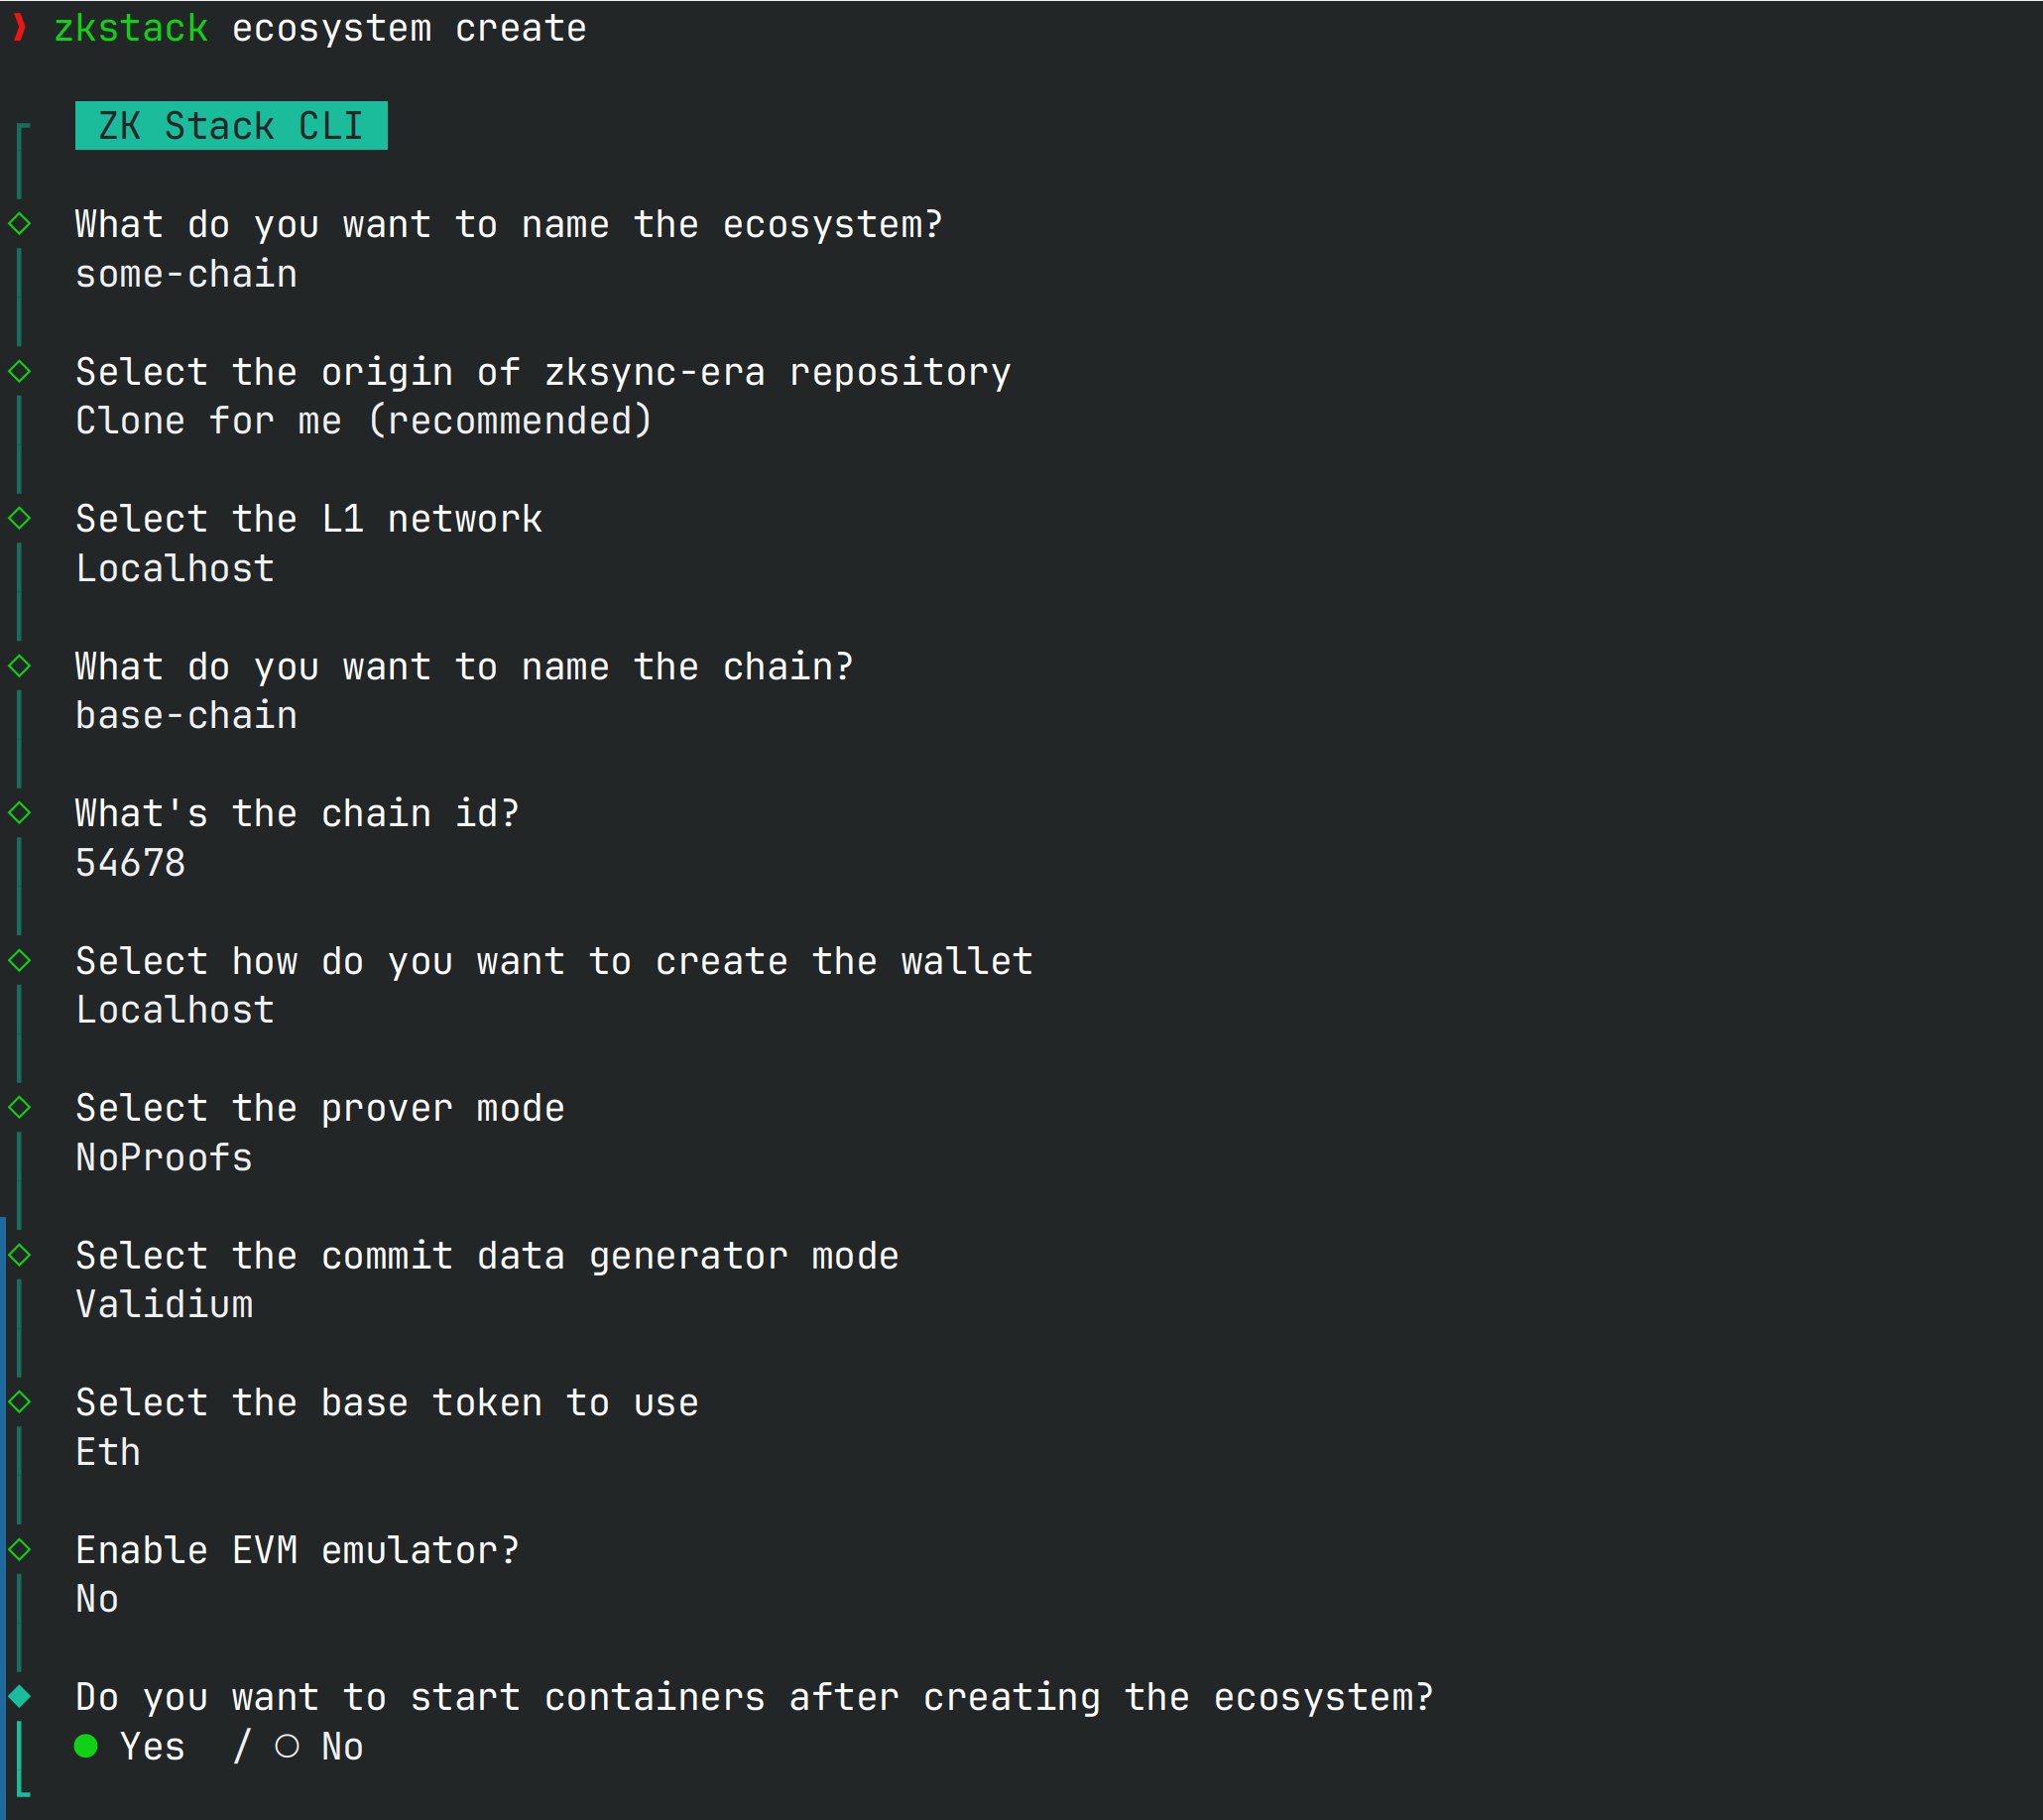 ❯ zkstack ecosystem create
ZK Stack CLI
What do you want to name the ecosystem?
some-chain
Select the origin of zksync-era repository
Clone for me (recommended)
Select the L1 network
Localhost
What do you want to name the chain?
base-chain
What's the chain id?
54678
Select how do you want to create the wallet
Localhost
Select the prover mode
NoProofs
Select the commit data generator mode
Validium
Select the base token to use
Eth
Enable EVM emulator?
No
Do you want to start containers after creating the ecosystem?
● Yes / ○ No